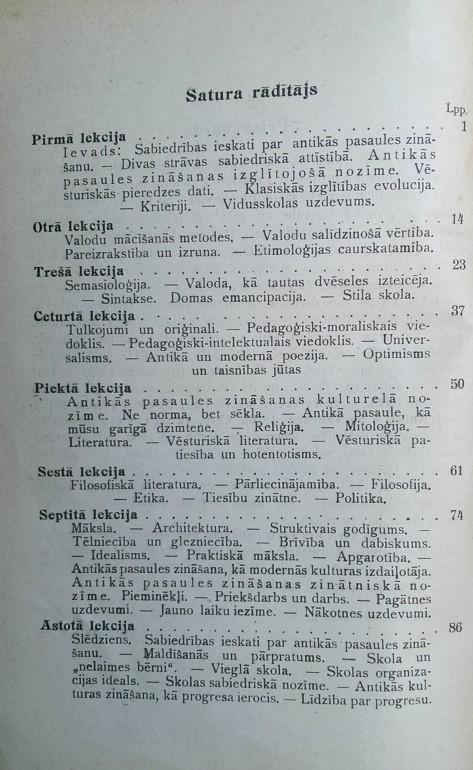 Satura rādītājs
Lpp.
Pirmā lekcija . . . . . . . . . . . . . . . . . . . . . . 1
Ievads: Sabiedrības ieskati par antikās pasaules zinā-
šanu. — Divas strāvas sabiedriskā attīstībā. Antikās
pasaules zināšanas izglītojošā nozīme. Vē-
sturiskās pieredzes dati. — Klasiskās izglītības evolucija.
— Kriteriji. — Vidusskolas uzdevums.
Otrā lekcija . . . . . . . . . . . . . . . . . . . . . . 14
Valodu mācīšanās metodes. — Valodu salīdzinošā vērtība.
Pareizrakstība un izruna. — Etimoloģijas caurskatamība.
Trešā lekcija . . . . . . . . . . . . . . . . . . . . . . 23
Semasioloģija. — Valoda, kā tautas dvēseles izteicēja.
— Sintakse. Domas emancipacija. — Stila skola.
Ceturtā lekcija . . . . . . . . . . . . . . . . . . . . . . 37
Tulkojumi un oriģinali. — Pedagoģiski-moraliskais vie-
doklis. — Pedagoģiski-intelektualais viedoklis. — Univer-
salisms. — Antikā un modernā poezija. — Optimisms
un taisnības jūtas
Piektā lekcija . . . . . . . . . . . . . . . . . . . . . . 50
Antikās pasaules zināšanas kulturelā no-
zīme. Ne norma, bet sēkla. — Antikā pasaule, kā
mūsu garīgā dzimtene. — Reliģija. — Mitoloģija. —
Literatura. — Vēsturiskā literatura. — Vēsturiskā pa-
tiesība un hotentotisms.
Sestā lekcija . . . . . . . . . . . . . . . . . . . . . . 61
Filosofiskā literatura. — Pārliecinājamība. — Filosofija.
— Etika. — Tiesību zinātne. — Politika.
Septītā lekcija . . . . . . . . . . . . . . . . . . . . . . 74
Māksla. — Architektura. — Struktivais godīgums. —
Tēlniecība un glezniecība. — Brīvība un dabiskums.
— Idealisms. — Praktiskā māksla. — Apgarotība. —
Antikās pasaules zināšana, kā modernās kulturas izdaiļotāja.
Antikās pasaules zināšanas zinātniskā no-
zīme. Piemineķļi. — Priekšdarbs un darbs. — Pagātnes
uzdevumi. — Jauno laiku iezīme. — Nākotnes uzdevumi.
Astotā lekcija . . . . . . . . . . . . . . . . . . . . . . 86
Slēdziens. Sabiedrības ieskati par antikās pasaules zinā-
šanu. — Maldīšanās un pārpratums. — Skola un
„nelaimes bērni“. — Vieglā skola. — Skolas organiza-
cijas ideals. — Skolas sabiedriskā nozīme. — Antikās kul-
turas zināšana, kā progresa ierocis. — Līdzība par progresu.